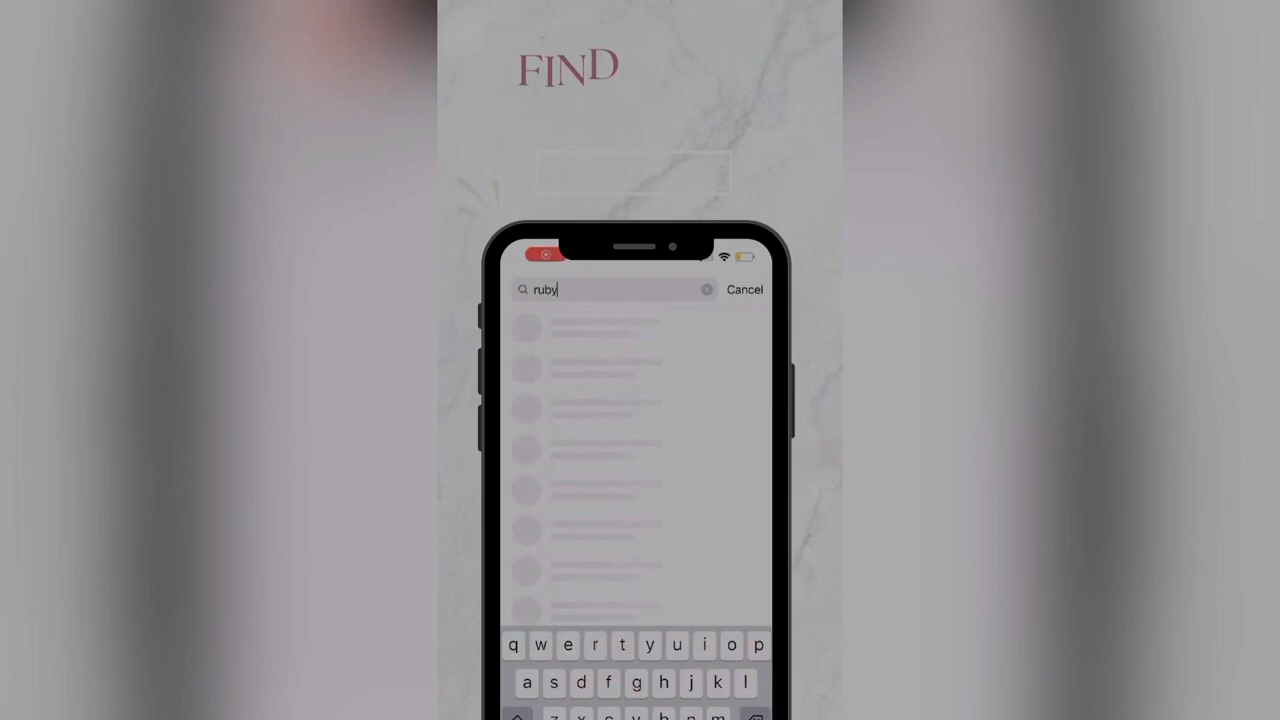 FIND
ruby
Cancel
q w e r t y u i o p
a s d f g h j k l
z x c v b n m